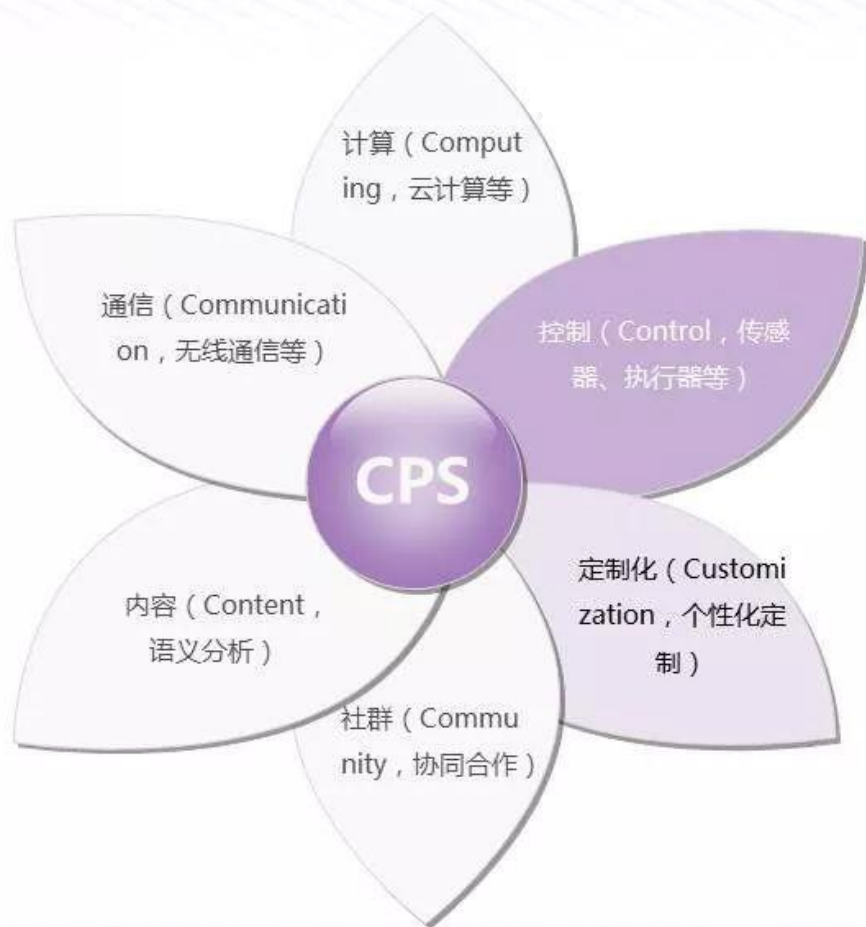 计算（Comput
ing，云计算等）
通信（Communicati
on，无线通信等）
控制（Control，传感
器、执行器等）
CPS
内容（Content，
语义分析）
定制化（Customi
zation，个性化定
制）
社群（Commu
nity，协同合作）